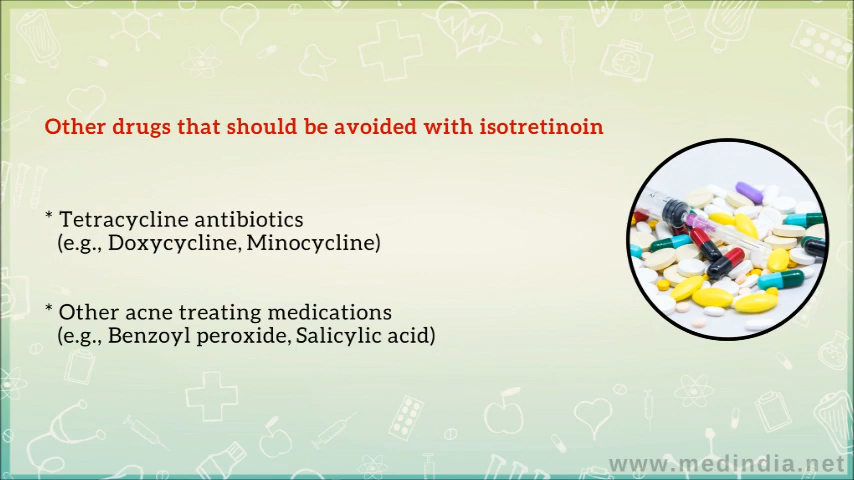 Other drugs that should be avoided with isotretinoin
* Tetracycline antibiotics
(e.g., Doxycycline, Minocycline)
* Other acne treating medications
(e.g., Benzoyl peroxide, Salicylic acid)
www.medindia.net